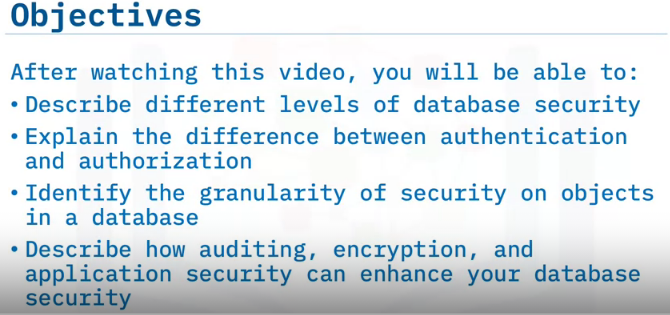 Objectives
After watching this video, you will be able to:
• Describe different levels of database security
• Explain the difference between authentication
and authorization
• Identify the granularity of security on objects
in a database
• Describe how auditing, encryption, and
application security can enhance your database
security